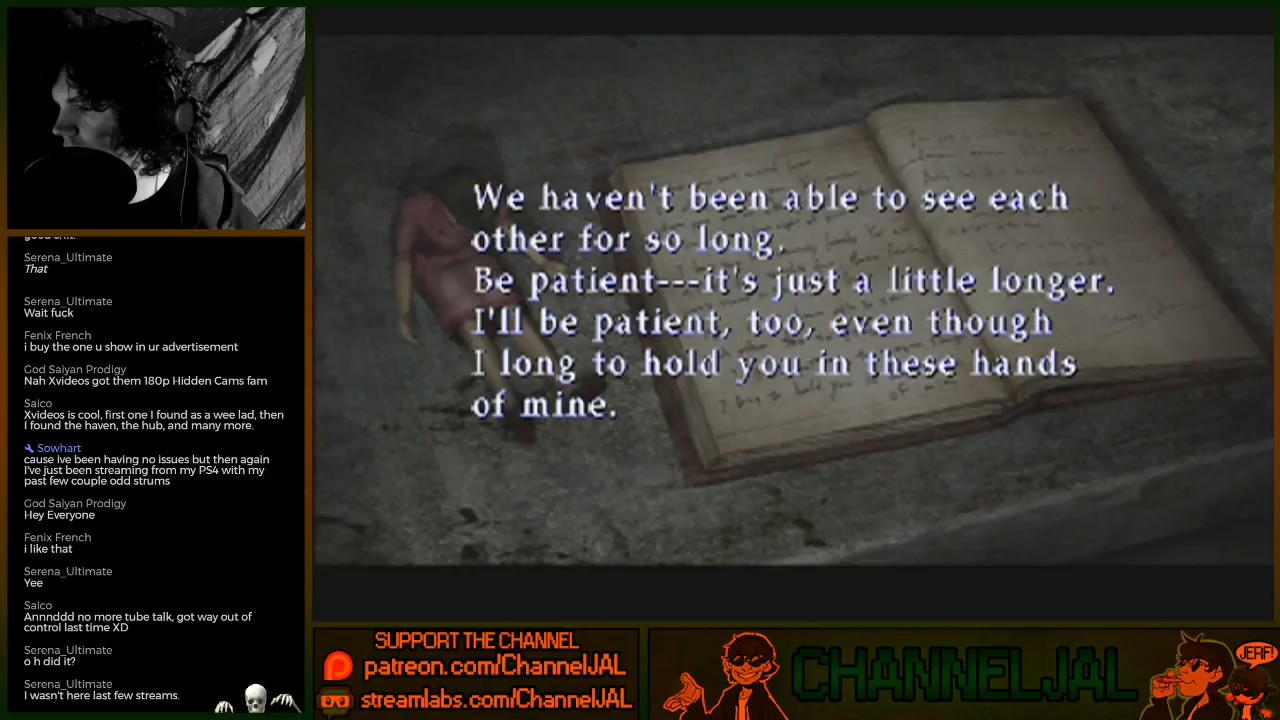 Serena_Ultimate
That
Serena_Ultimate
Wait fuck
Fenix French
i buy the one u show in ur advertisement
God Saiyan Prodigy
Nah Xvideos got them 180p Hidden Cams fam
Saico
Xvideos is cool, first one I found as a wee lad, then
I found the haven, the hub, and many more.
Sowhart
cause ive been having no issues but then again
I've just been streaming from my PS4 with my
past few couple odd strums
God Saiyan Prodigy
Hey Everyone
Fenix French
i like that
Serena_Ultimate
Yee
Saico
Annnddd no more tube talk, got way out of
control last time XD
Serena_Ultimate
o h did it?
Serena_Ultimate
I wasn't here last few streams.
We haven't been able to see each
other for so long.
Be patient---it's just a little longer.
I'll be patient, too, even though
I long to hold you in these hands
of mine.
SUPPORT THE CHANNEL
patreon.com/ChannelJAL
streamlabs.com/ChannelJAL
CHANNELJAL
JERF!